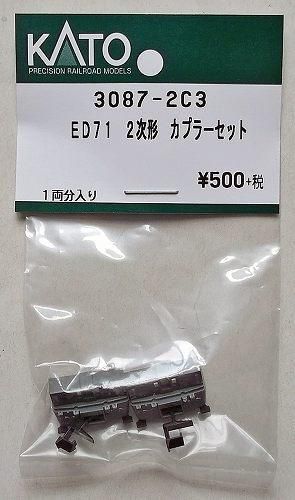 KATO
PRECISION RAILROAD MODELS
3087-2C3
ED71 2次形 カプラーセット
¥500+税
1両分入り